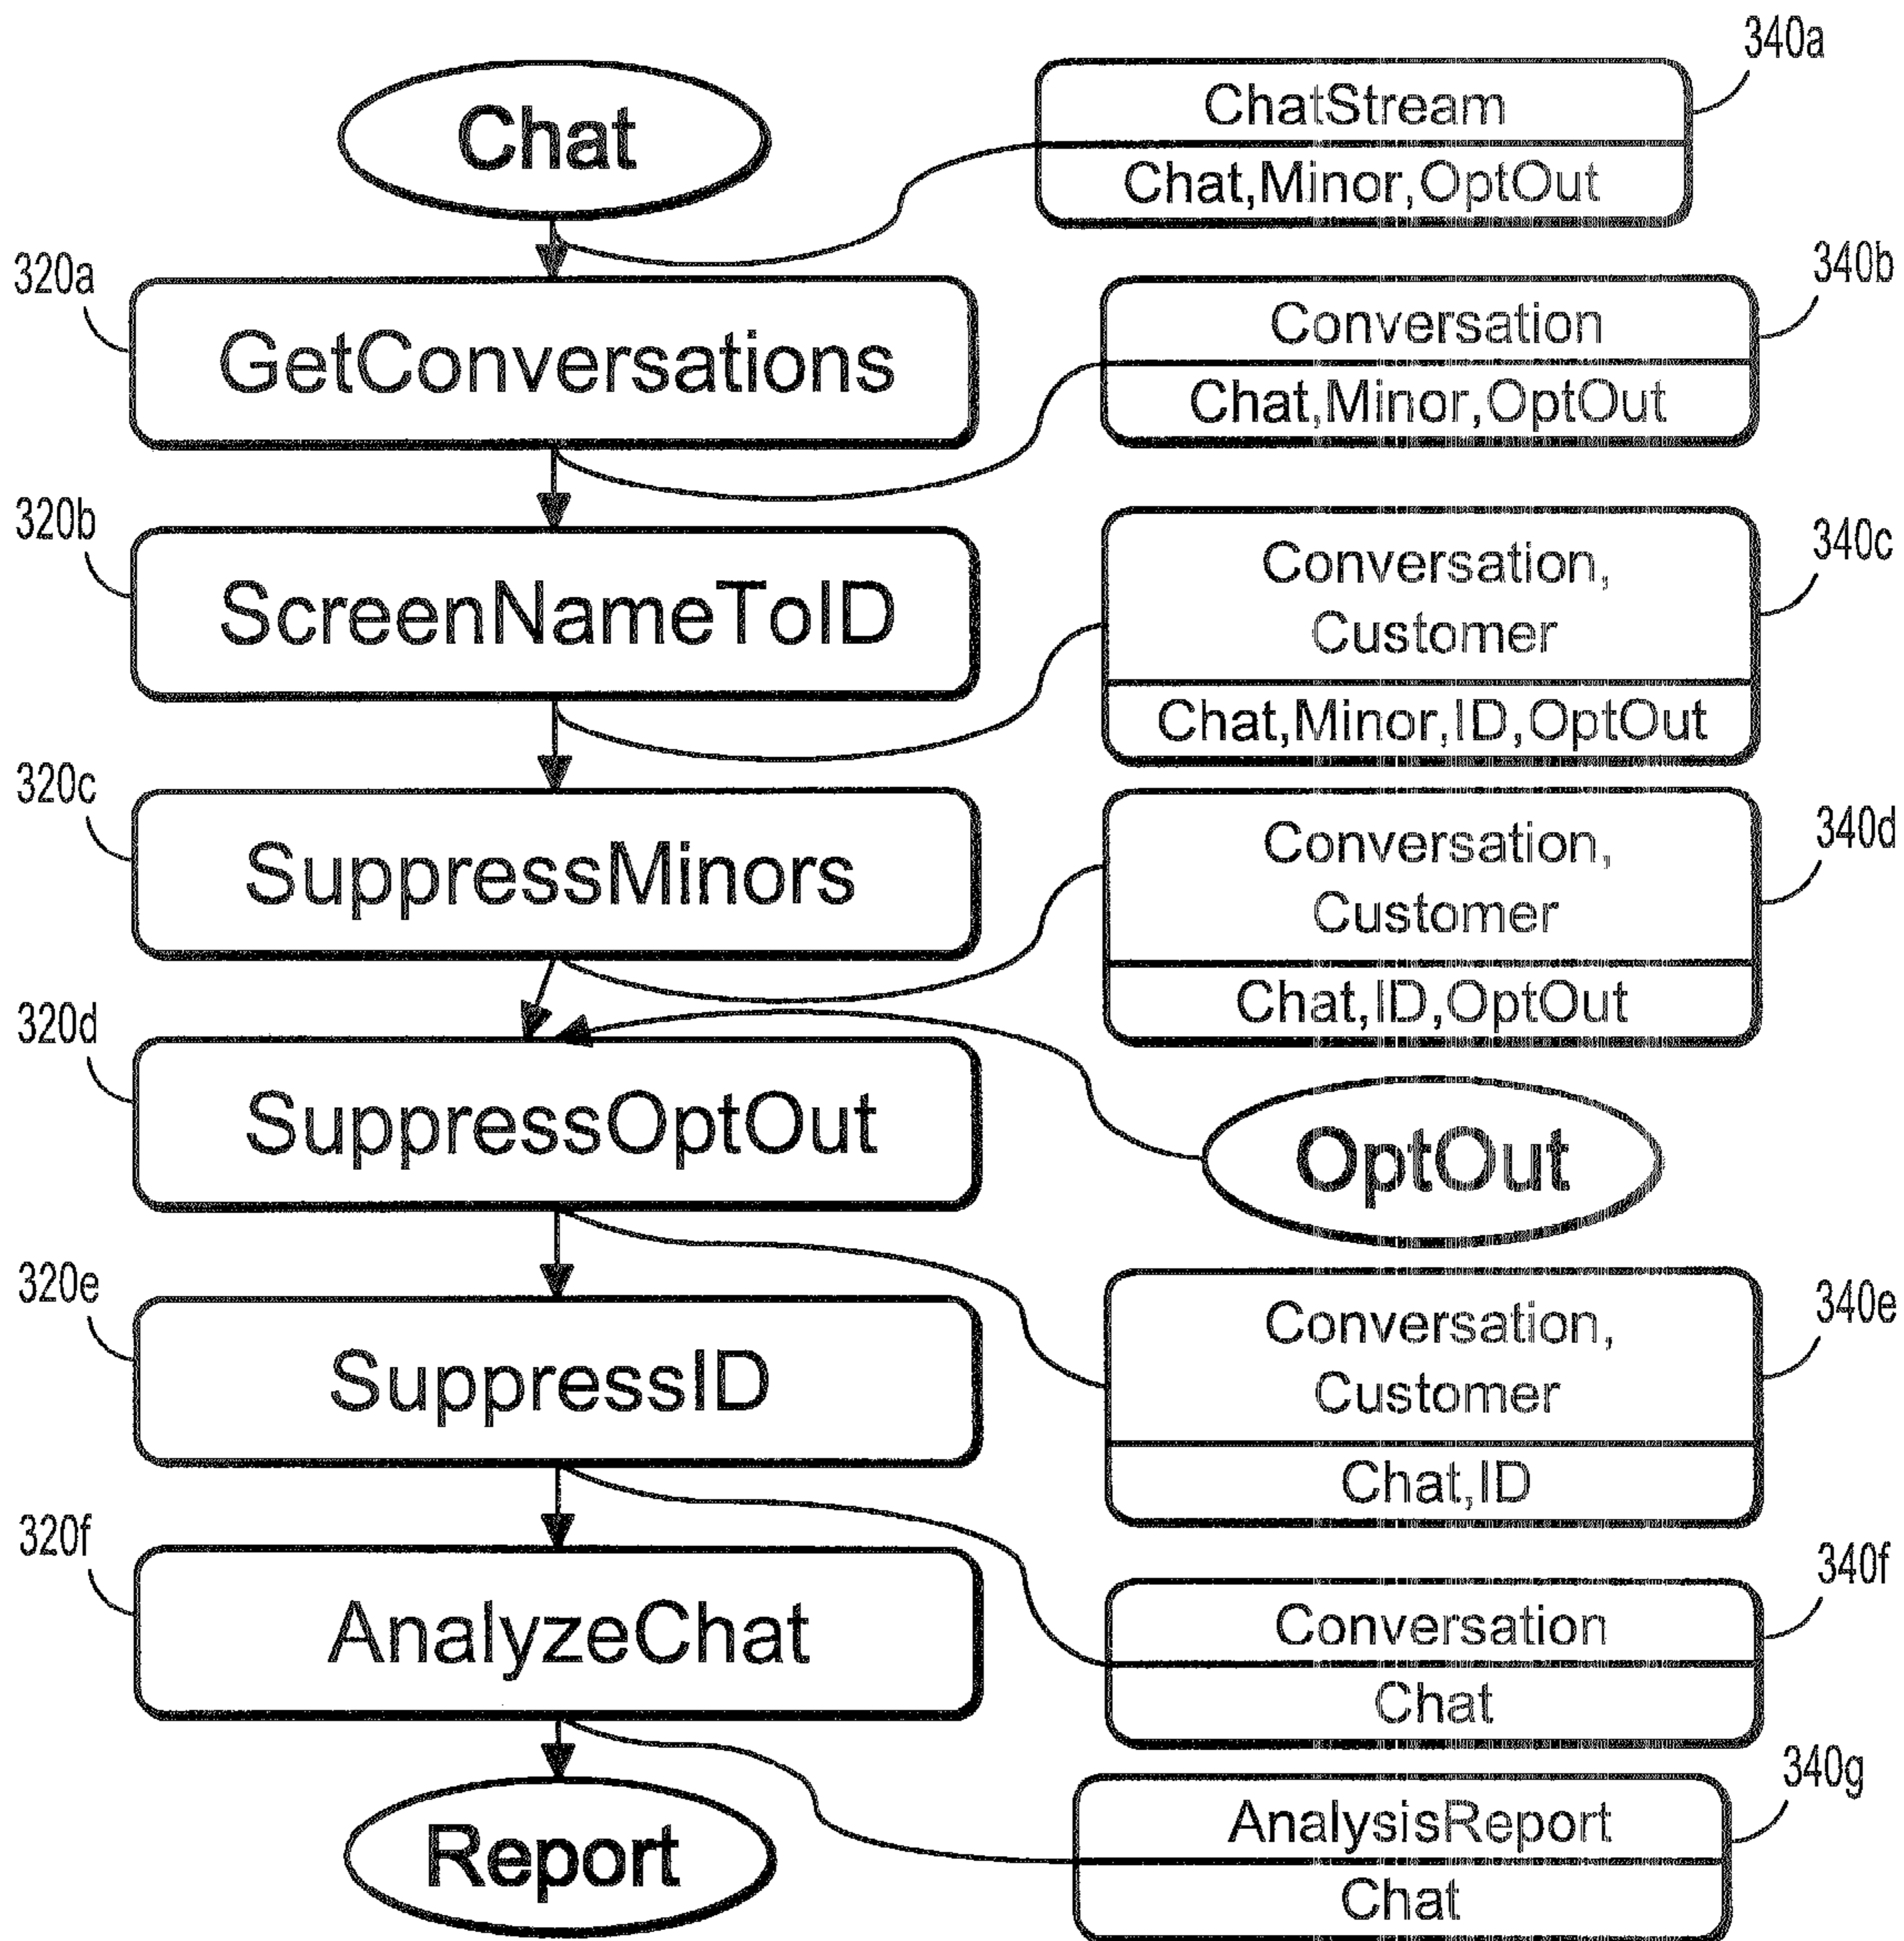 340a
Chat
ChatStream
Chat,Minor,OptOut
320a
GetConversations
340b
Conversation
Chat,Minor,OptOut
320b
ScreenNameToID
340c
Conversation,
Customer
Chat,Minor,ID,OptOut
320c
SuppressMinors
340d
Conversation,
Customer
Chat,ID,OptOut
320d
SuppressOptOut
OptOut
320e
SuppressID
340e
Conversation,
Customer
Chat,ID
320f
AnalyzeChat
340f
Conversation
Chat
340g
Report
AnalysisReport
Chat